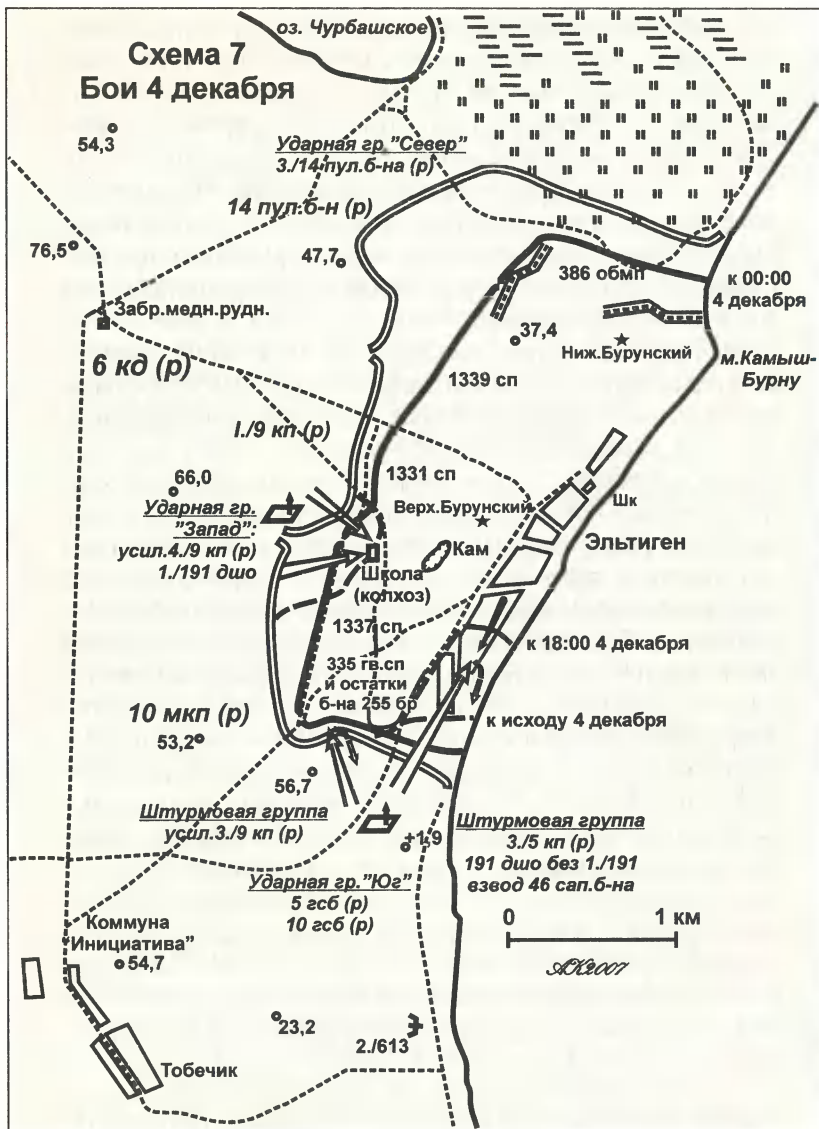 оз. Чурбашское
Схема 7
Бои 4 декабря
54,3
Ударная гр."Север"
3./14 пул.б-на (р)
14 пул.б-н (р)
76,5
47,7
386 обмп
к 00:00
4 декабря
Забр.медн.рудн.
37,4
Ниж.Бурунский
м.Камыш-
Бурну
6 кд (р)
1339 сп
I./9 кп (р)
1331 сп
66,0
Верх.Бурунский
Шк
Ударная гр.
"Запад":
усил.4./9 кп (р)
1./191 дшо
Кам
Эльтиген
Школа
(колхоз)
1337 сп
к 18:00 4 декабря
335 гв.сп
и остатки
б-на 255 бр
10 мкп (р)
к исходу 4 декабря
53,2
56,7
Штурмовая группа
усил.3./9 кп (р)
+1,9
Штурмовая группа
3./5 кп (р)
191 дшо без 1./191
взвод 46 сап.б-на
Ударная гр."Юг"
5 гсб (р)
10 гсб (р)
0 1 км
Коммуна
"Инициатива"
54,7
АК2007
23,2
2./613
Тобечик